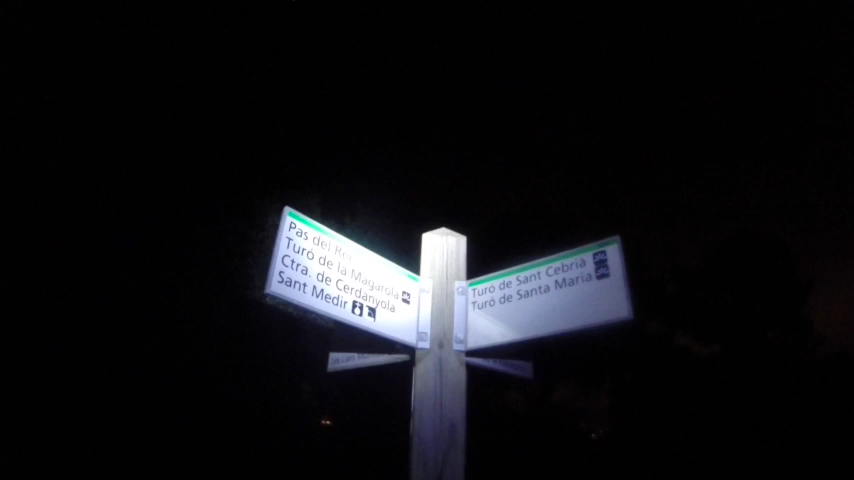 Pas del Rei
Turó de la Magarola
Ctra. de Cerdanyola
Sant Medir
Turó de Sant Cebrià
Turó de Santa Maria